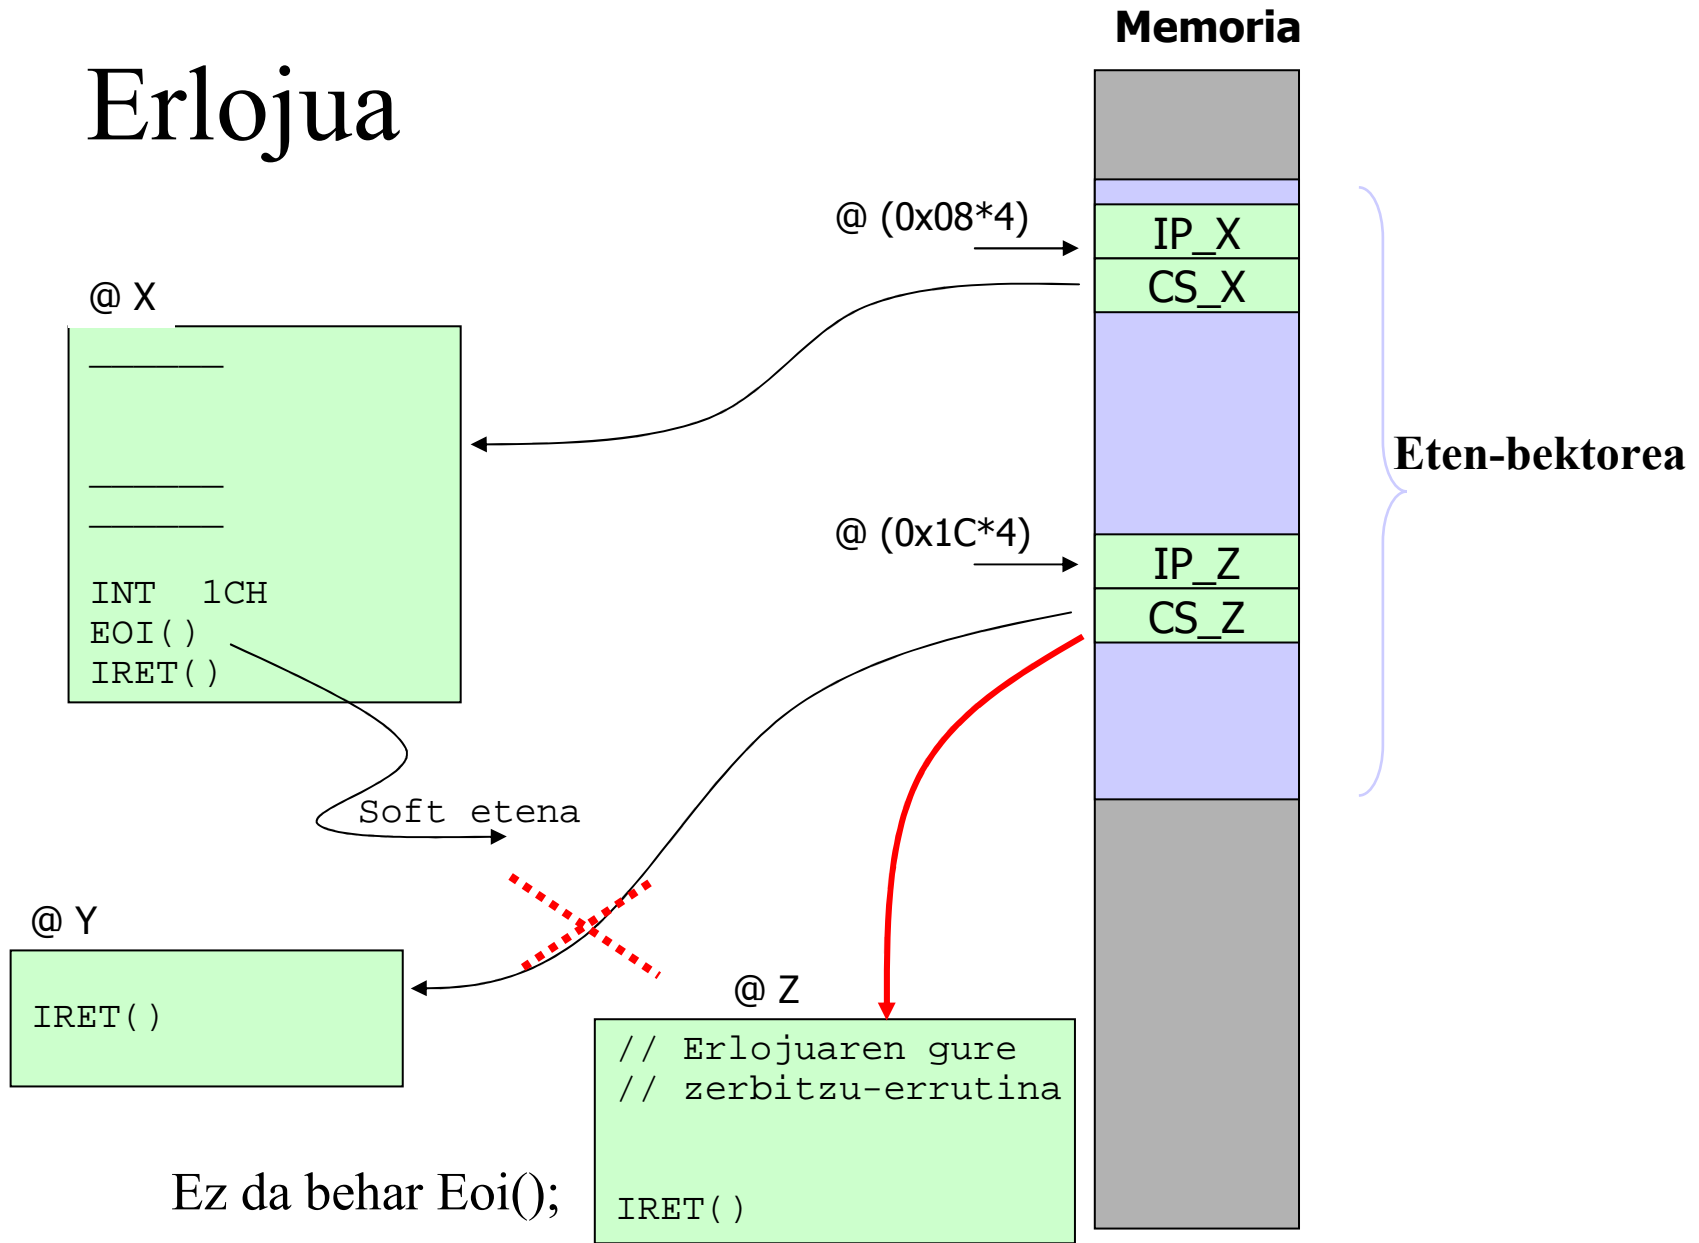 Memoria
Erlojua
@ (0x08*4)
IP_X
CS_X
@ X
INT 1CH
EOI()
IRET()
Eten-bektorea
@ (0x1C*4)
IP_Z
CS_Z
Soft etena
@ Y
IRET()
@ Z
// Erlojuaren gure
// zerbitzu-errutina
IRET()
Ez da behar Eoi();